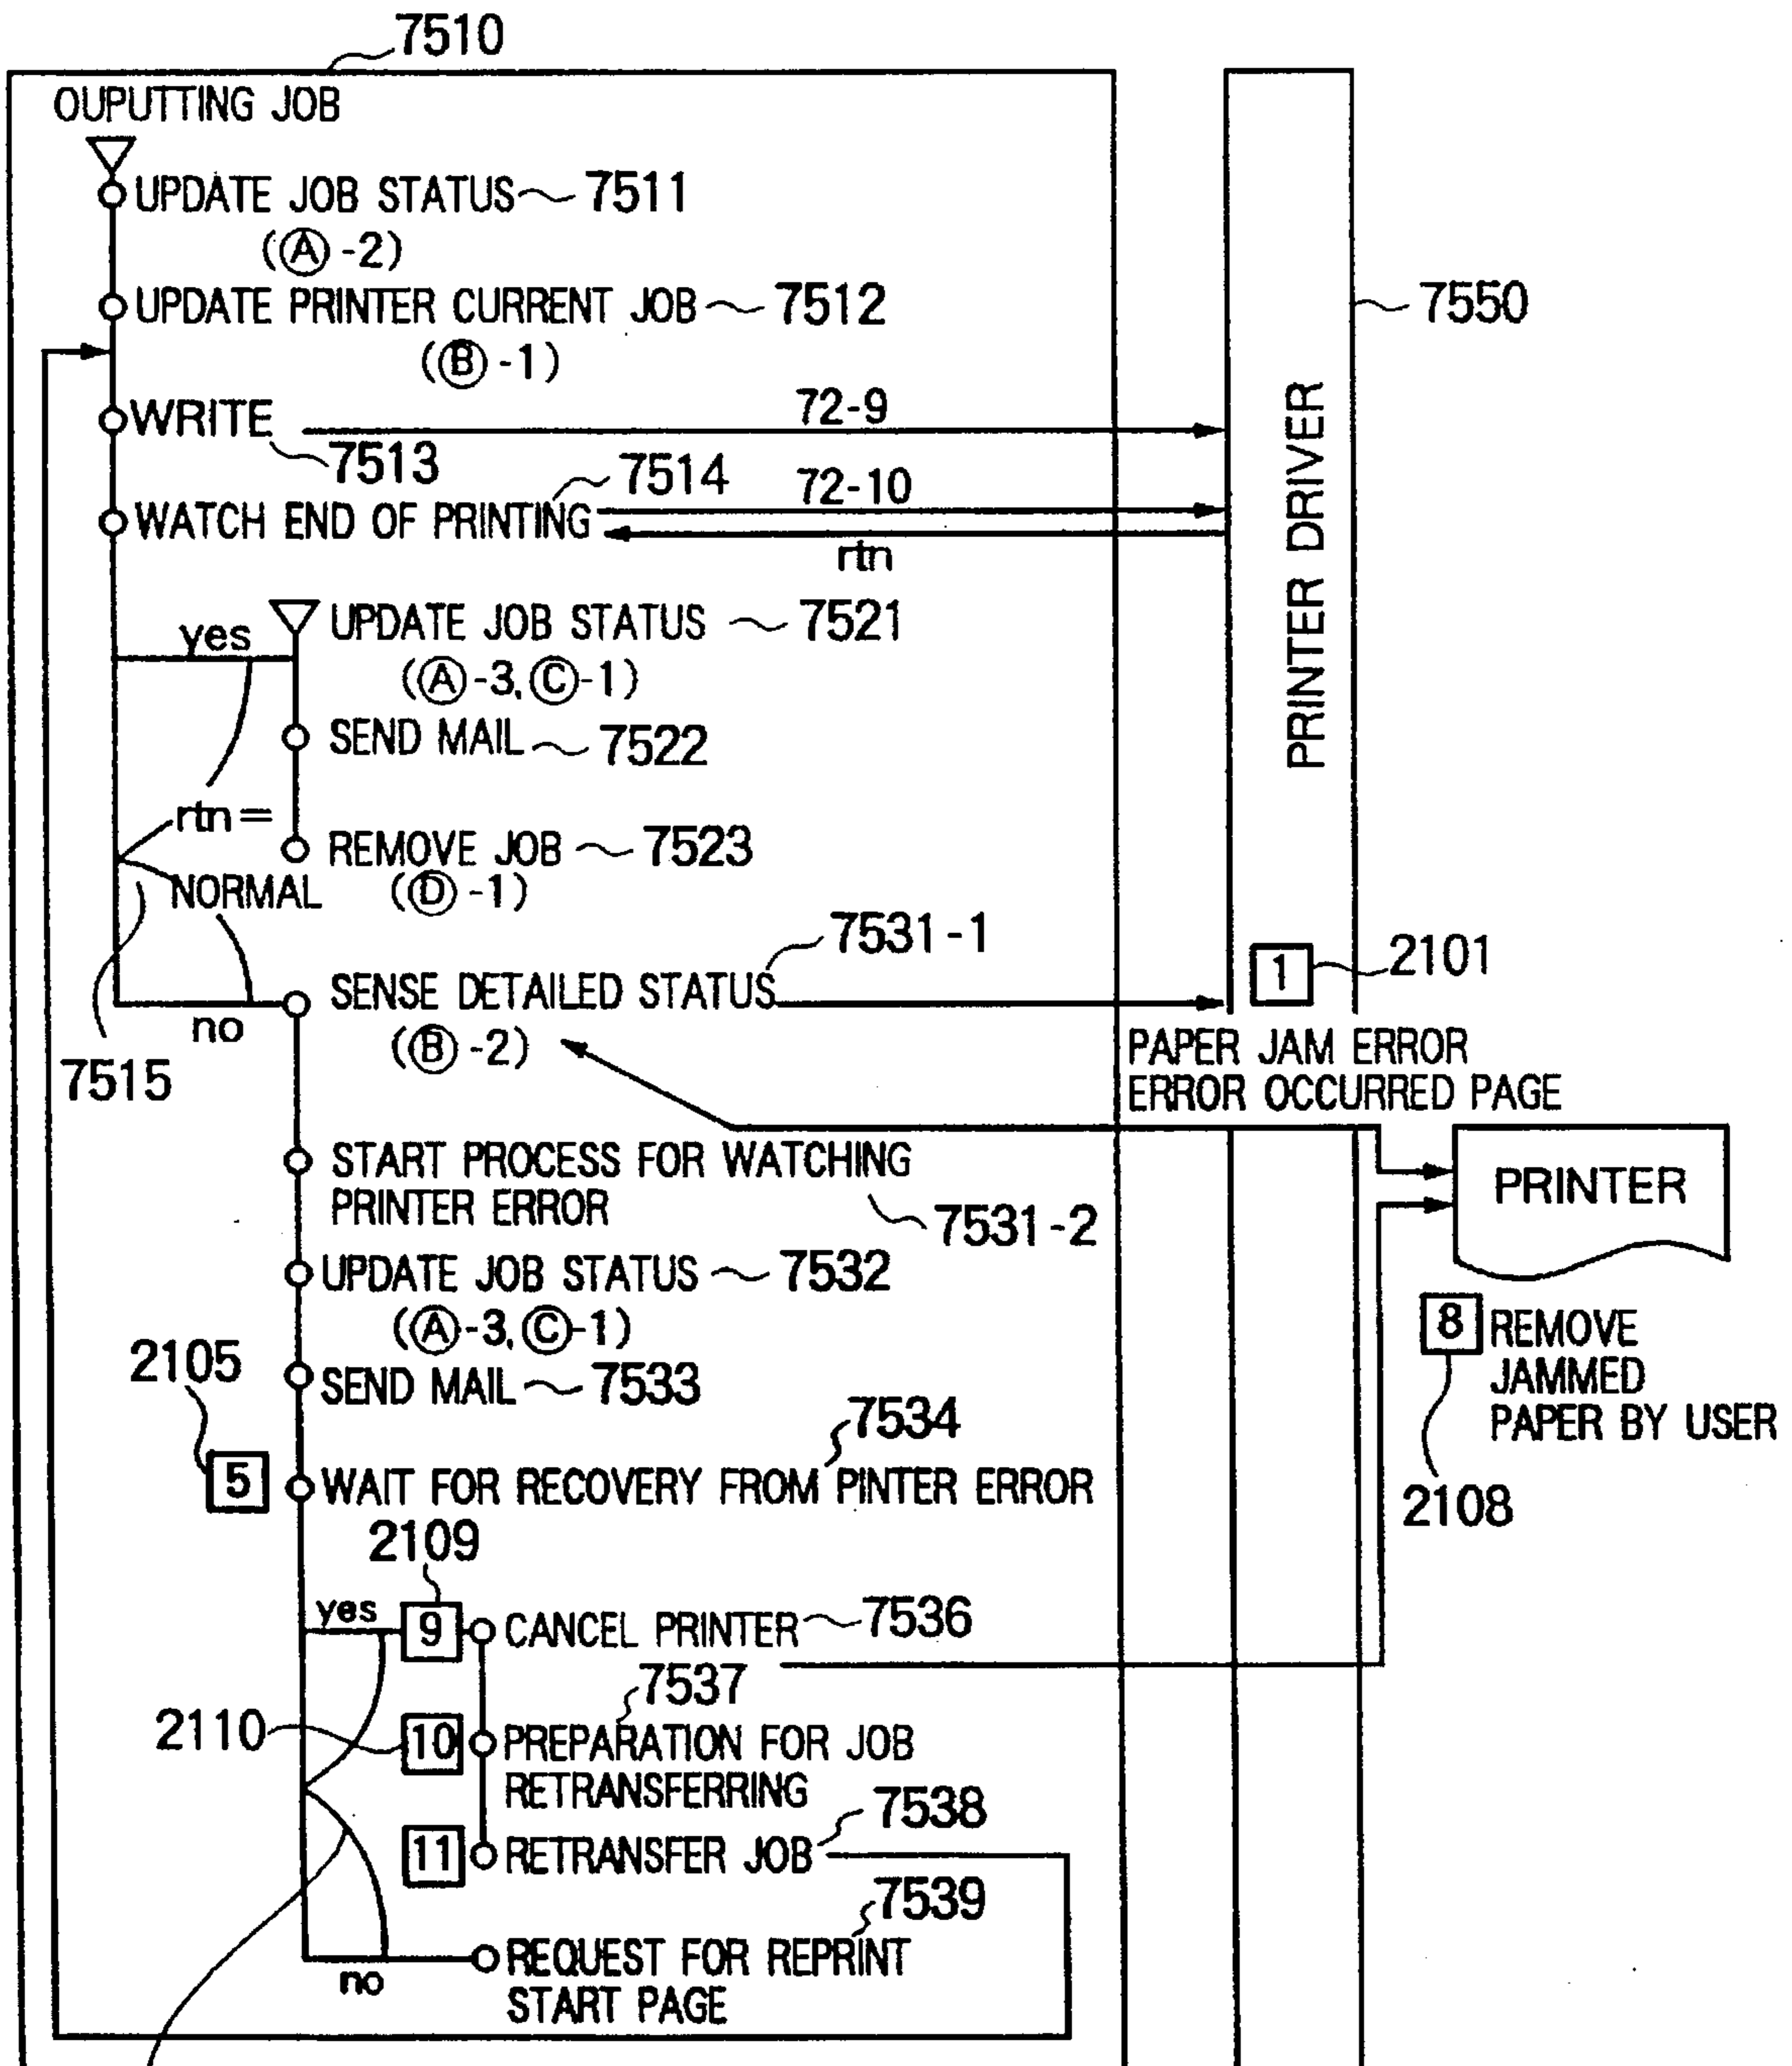 7510
OUPUTTING JOB
UPDATE JOB STATUS 7511
(Ⓐ-2)
UPDATE PRINTER CURRENT JOB 7512
(Ⓑ-1)
7550
WRITE
72-9
7513
7514
72-10
WATCH END OF PRINTING
rtn
PRINTER DRIVER
yes
UPDATE JOB STATUS 7521
(Ⓐ-3, Ⓒ-1)
SEND MAIL 7522
rtn=
NORMAL
REMOVE JOB 7523
(Ⓓ-1)
7531-1
1 2101
SENSE DETAILED STATUS
no
(Ⓑ-2)
7515
PAPER JAM ERROR
ERROR OCCURRED PAGE
START PROCESS FOR WATCHING
PRINTER ERROR
7531-2
PRINTER
UPDATE JOB STATUS 7532
(Ⓐ-3, Ⓒ-1)
8 REMOVE
JAMMED
PAPER BY USER
2108
2105
SEND MAIL 7533
7534
5 WAIT FOR RECOVERY FROM PINTER ERROR
2109
yes
9 CANCEL PRINTER 7536
7537
2110
10 PREPARATION FOR JOB
RETRANSFERRING
7538
11 RETRANSFER JOB
7539
no
REQUEST FOR REPRINT
START PAGE